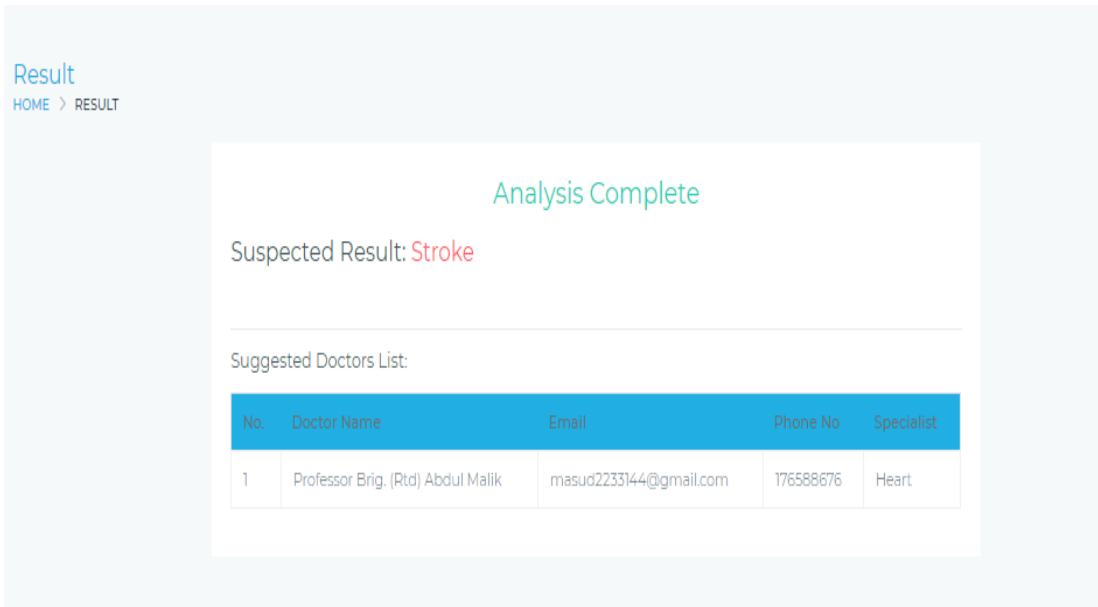 Result
HOME > RESULT
Analysis Complete
Suspected Result: Stroke
Suggested Doctors List:
No. Doctor Name Email Phone No Specialist
1 Professor Brig. (Rtd) Abdul Malik masud2233144@gmail.com 176588676 Heart